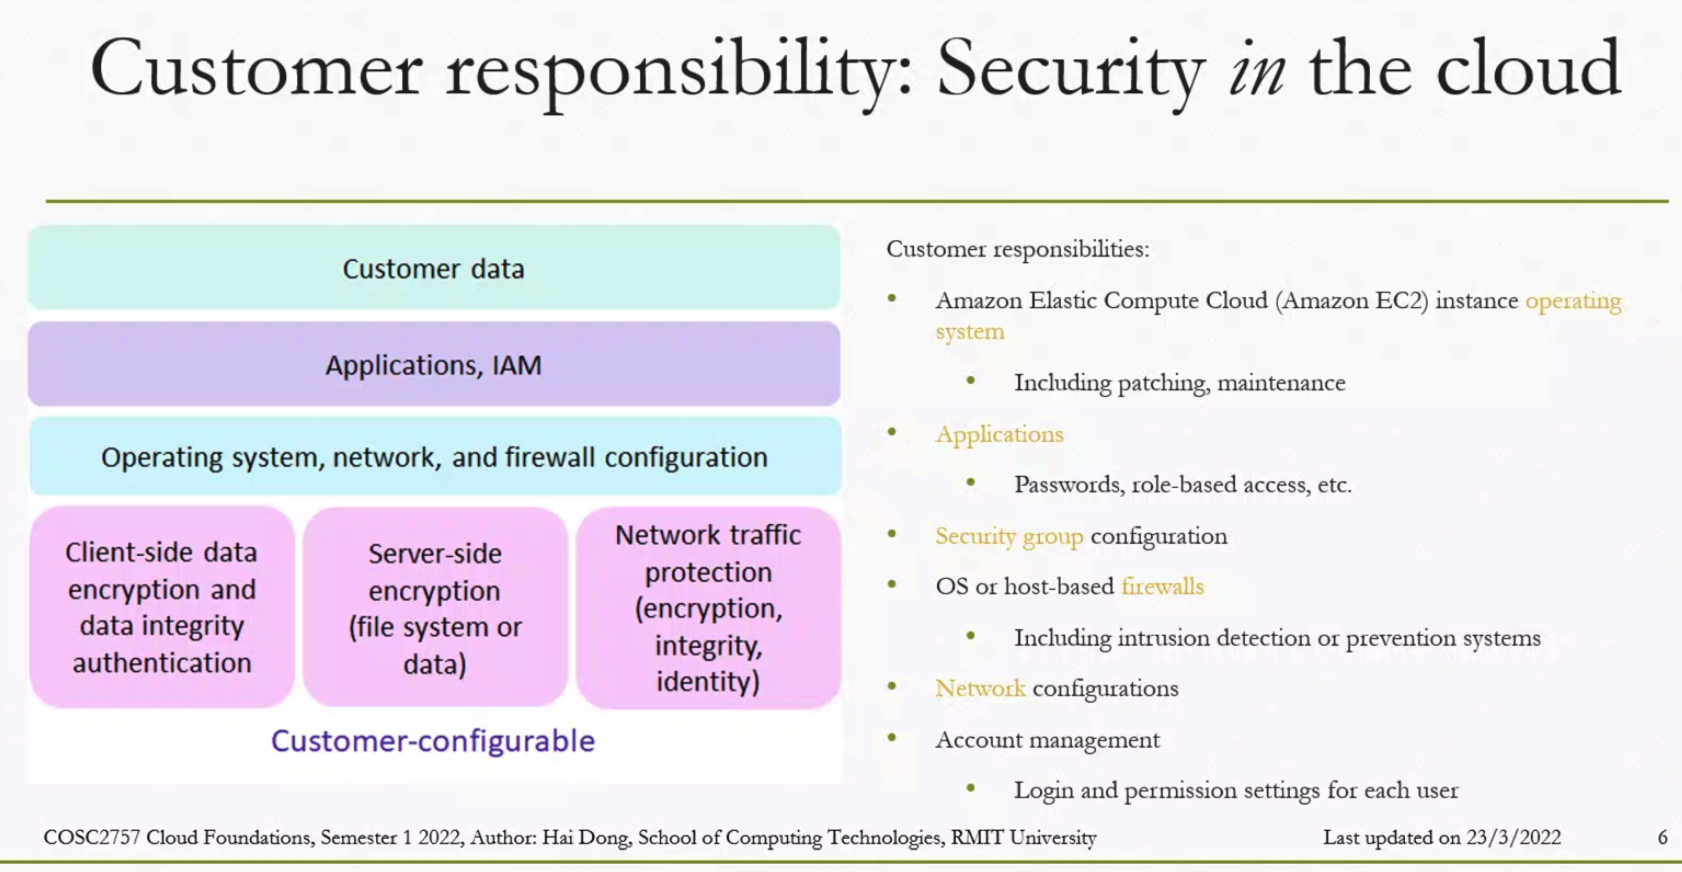 Customer responsibility: Security in the cloud
Customer data
Applications, IAM
Operating system, network, and firewall configuration
Client-side data
encryption and
data integrity
authentication
Server-side
encryption
(file system or
data)
Network traffic
protection
(encryption,
integrity,
identity)
Customer-configurable
Customer responsibilities:
• Amazon Elastic Compute Cloud (Amazon EC2) instance operating
system
• Including patching, maintenance
• Applications
• Passwords, role-based access, etc.
• Security group configuration
• OS or host-based firewalls
• Including intrusion detection or prevention systems
• Network configurations
• Account management
• Login and permission settings for each user
COSC2757 Cloud Foundations, Semester 1 2022, Author: Hai Dong, School of Computing Technologies, RMIT University
Last updated on 23/3/2022
6